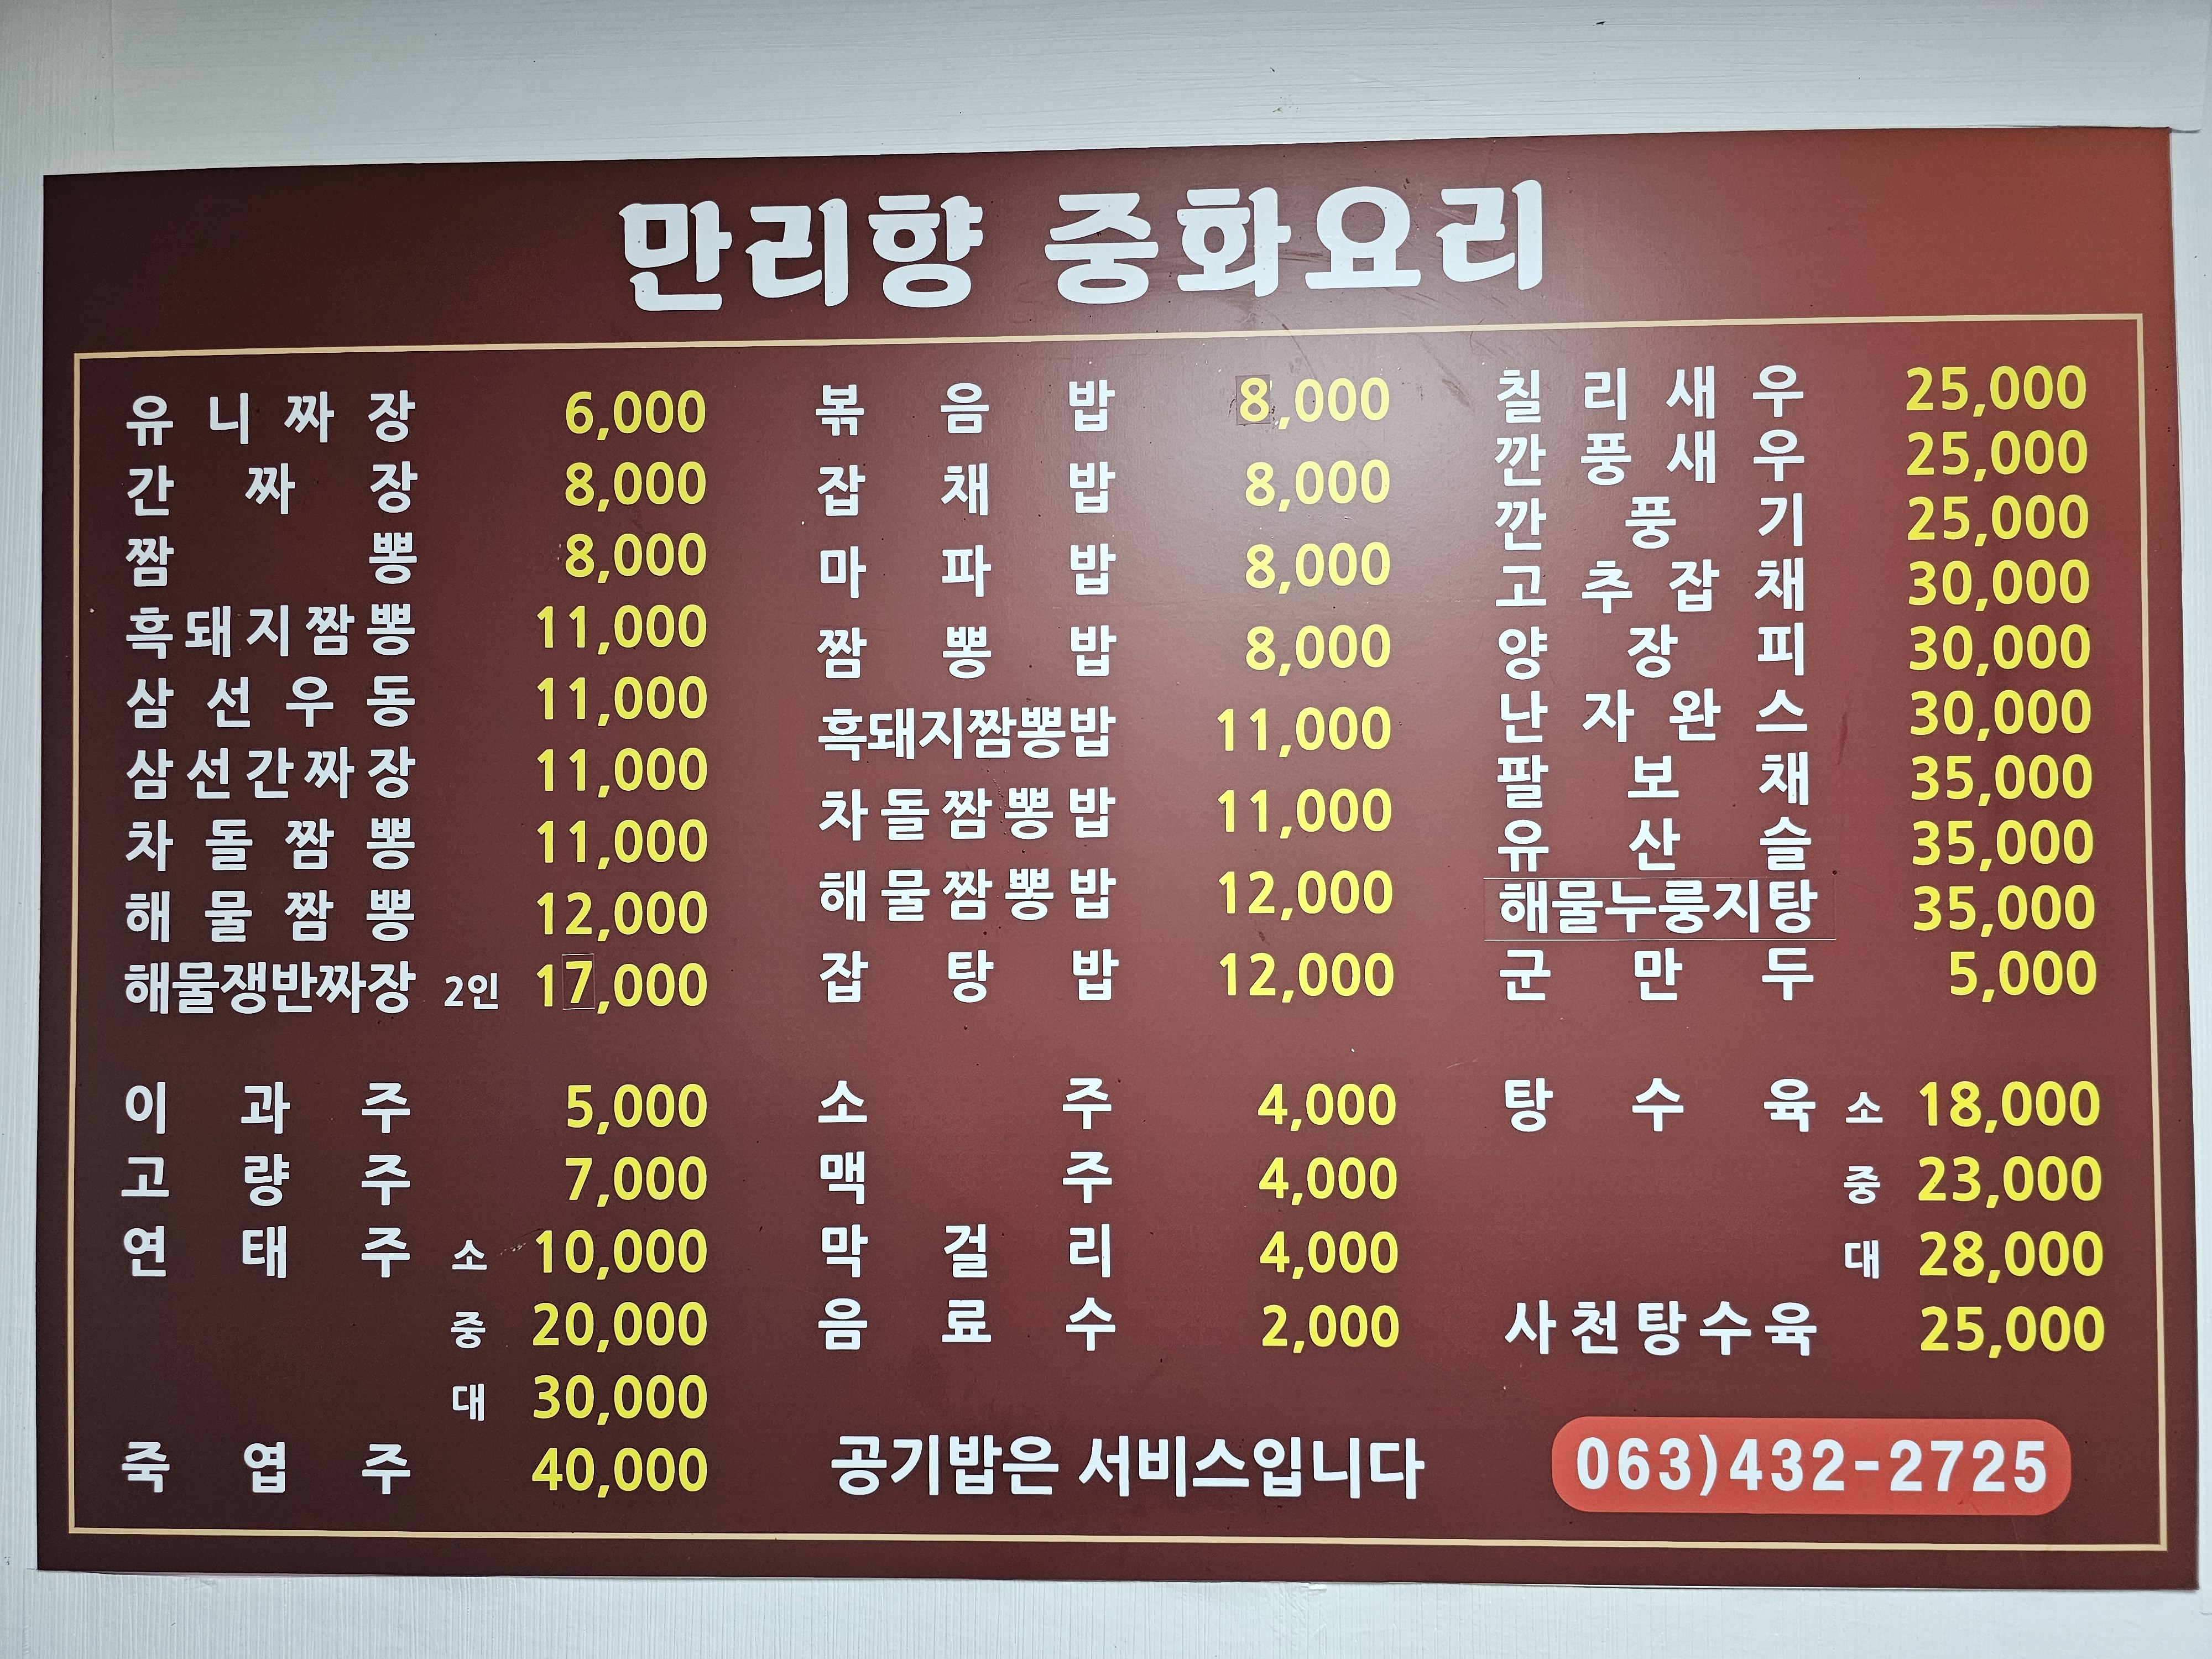 만리향 중화요리
유니짜장 6,000
간짜장 8,000
짬뽕 8,000
흑돼지짬뽕 11,000
삼선우동 11,000
삼선간짜장 11,000
차돌짬뽕 11,000
해물짬뽕 12,000
해물쟁반짜장 2인 17,000
볶음밥 8,000
잡채밥 8,000
마파밥 8,000
짬뽕밥 8,000
흑돼지짬뽕밥 11,000
차돌짬뽕밥 11,000
해물짬뽕밥 12,000
잡탕밥 12,000
칠리새우 25,000
깐풍새우 25,000
깐풍기 25,000
고추잡채 30,000
양장피 30,000
난자완스 30,000
팔보채 35,000
유산슬 35,000
해물누룽지탕 35,000
군만두 5,000
이과주 5,000
고량주 7,000
연태주 소 10,000
중 20,000
대 30,000
죽엽주 40,000
소주 4,000
맥주 4,000
막걸리 4,000
음료수 2,000
공기밥은 서비스입니다
탕수육 소 18,000
중 23,000
대 28,000
사천탕수육 25,000
063)432-2725